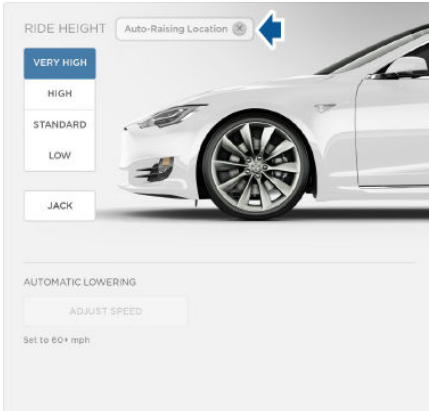 RIDE HEIGHT
Auto-Raising Location
VERY HIGH
HIGH
STANDARD
LOW
JACK
AUTOMATIC LOWERING
ADJUST SPEED
Set to 60+ mph